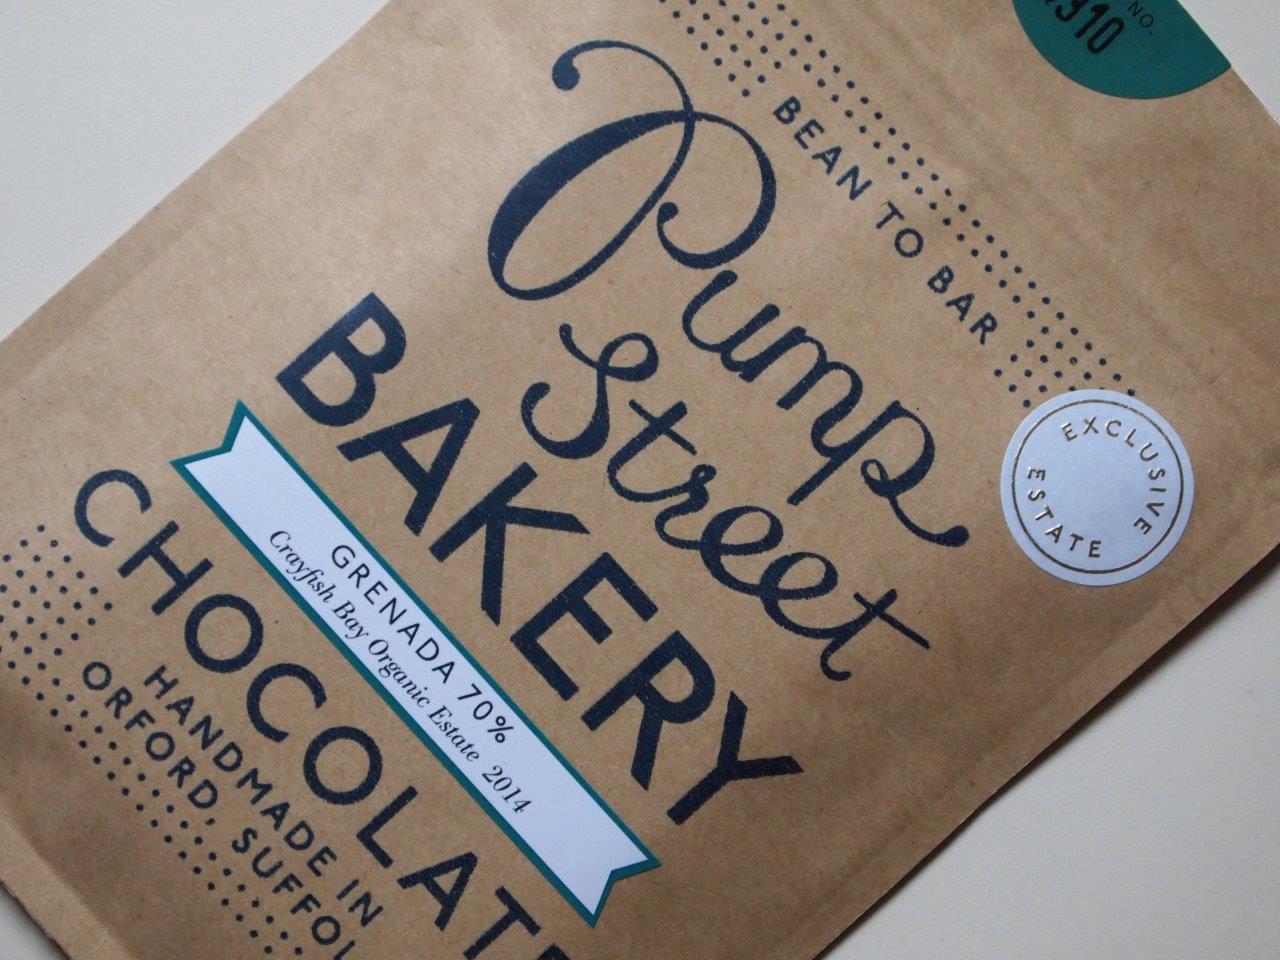 NO.
310
BEAN TO BAR
Pump
Street
BAKERY
EXCLUSIVE
ESTATE
GRENADA 70%
Crayfish Bay Organic Estate 2014
CHOCOLATE
HANDMADE IN
ORFORD, SUFFOL